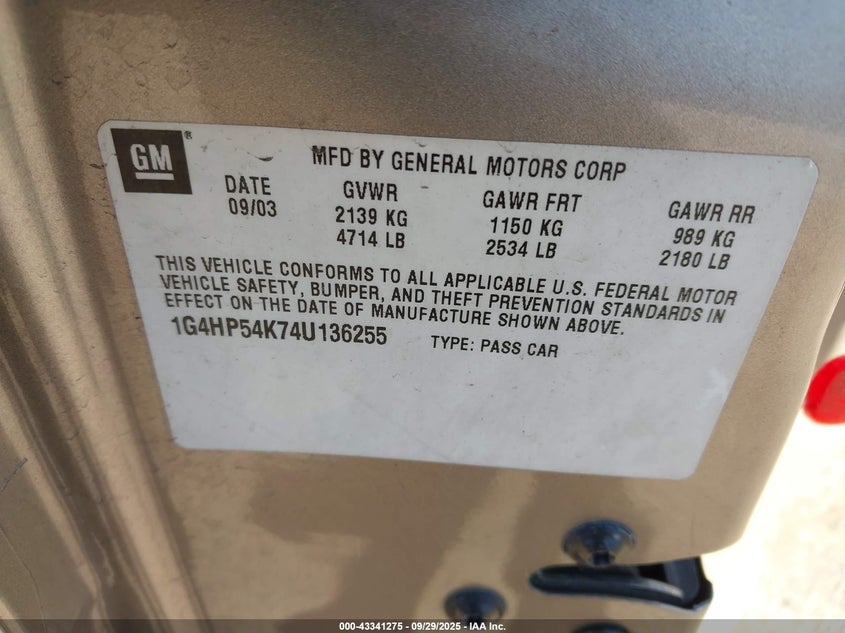 GM ®
MFD BY GENERAL MOTORS CORP
DATE GVWR GAWR FRT GAWR RR
09/03 2139 KG 1150 KG 989 KG
4714 LB 2534 LB 2180 LB
THIS VEHICLE CONFORMS TO ALL APPLICABLE U.S. FEDERAL MOTOR
VEHICLE SAFETY, BUMPER, AND THEFT PREVENTION STANDARDS IN
EFFECT ON THE DATE OF MANUFACTURE SHOWN ABOVE.
1G4HP54K74U136255 TYPE: PASS CAR
000-43341275 - 09/29/2025 - IAA Inc.